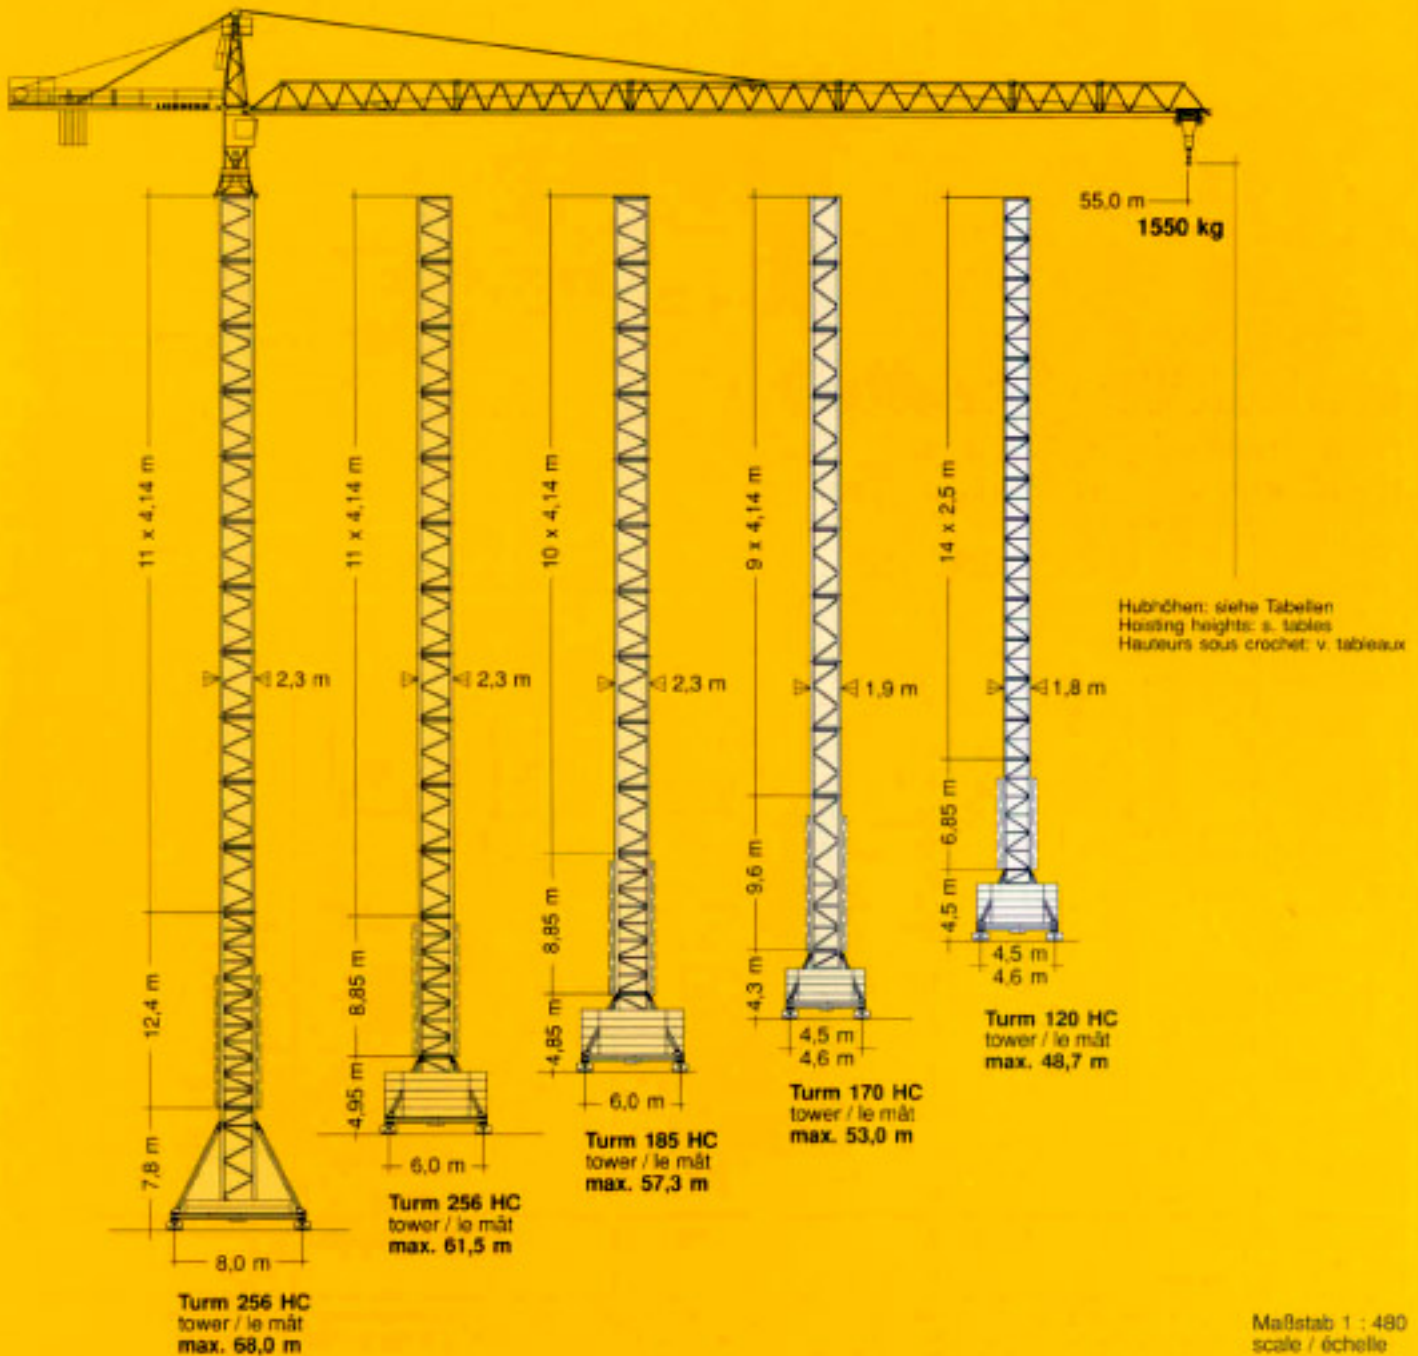 LIEBHERR
55,0 m
1550 kg
11 x 4,14 m
11 x 4,14 m
10 x 4,14 m
9 x 4,14 m
14 x 2,5 m
Hubhöhen: siehe Tabellen
Hoisting heights: s. tables
Hauteurs sous crochet: v. tableaux
2,3 m
2,3 m
2,3 m
1,9 m
1,8 m
12,4 m
8,85 m
8,85 m
9,6 m
6,85 m
7,8 m
4,95 m
4,85 m
4,3 m
4,5 m
4,5 m
4,6 m
Turm 120 HC
tower / le mât
max. 48,7 m
4,5 m
4,6 m
Turm 170 HC
tower / le mât
max. 53,0 m
6,0 m
Turm 185 HC
tower / le mât
max. 57,3 m
6,0 m
Turm 256 HC
tower / le mât
max. 61,5 m
8,0 m
Turm 256 HC
tower / le mât
max. 68,0 m
Maßstab 1 : 480
scale / échelle